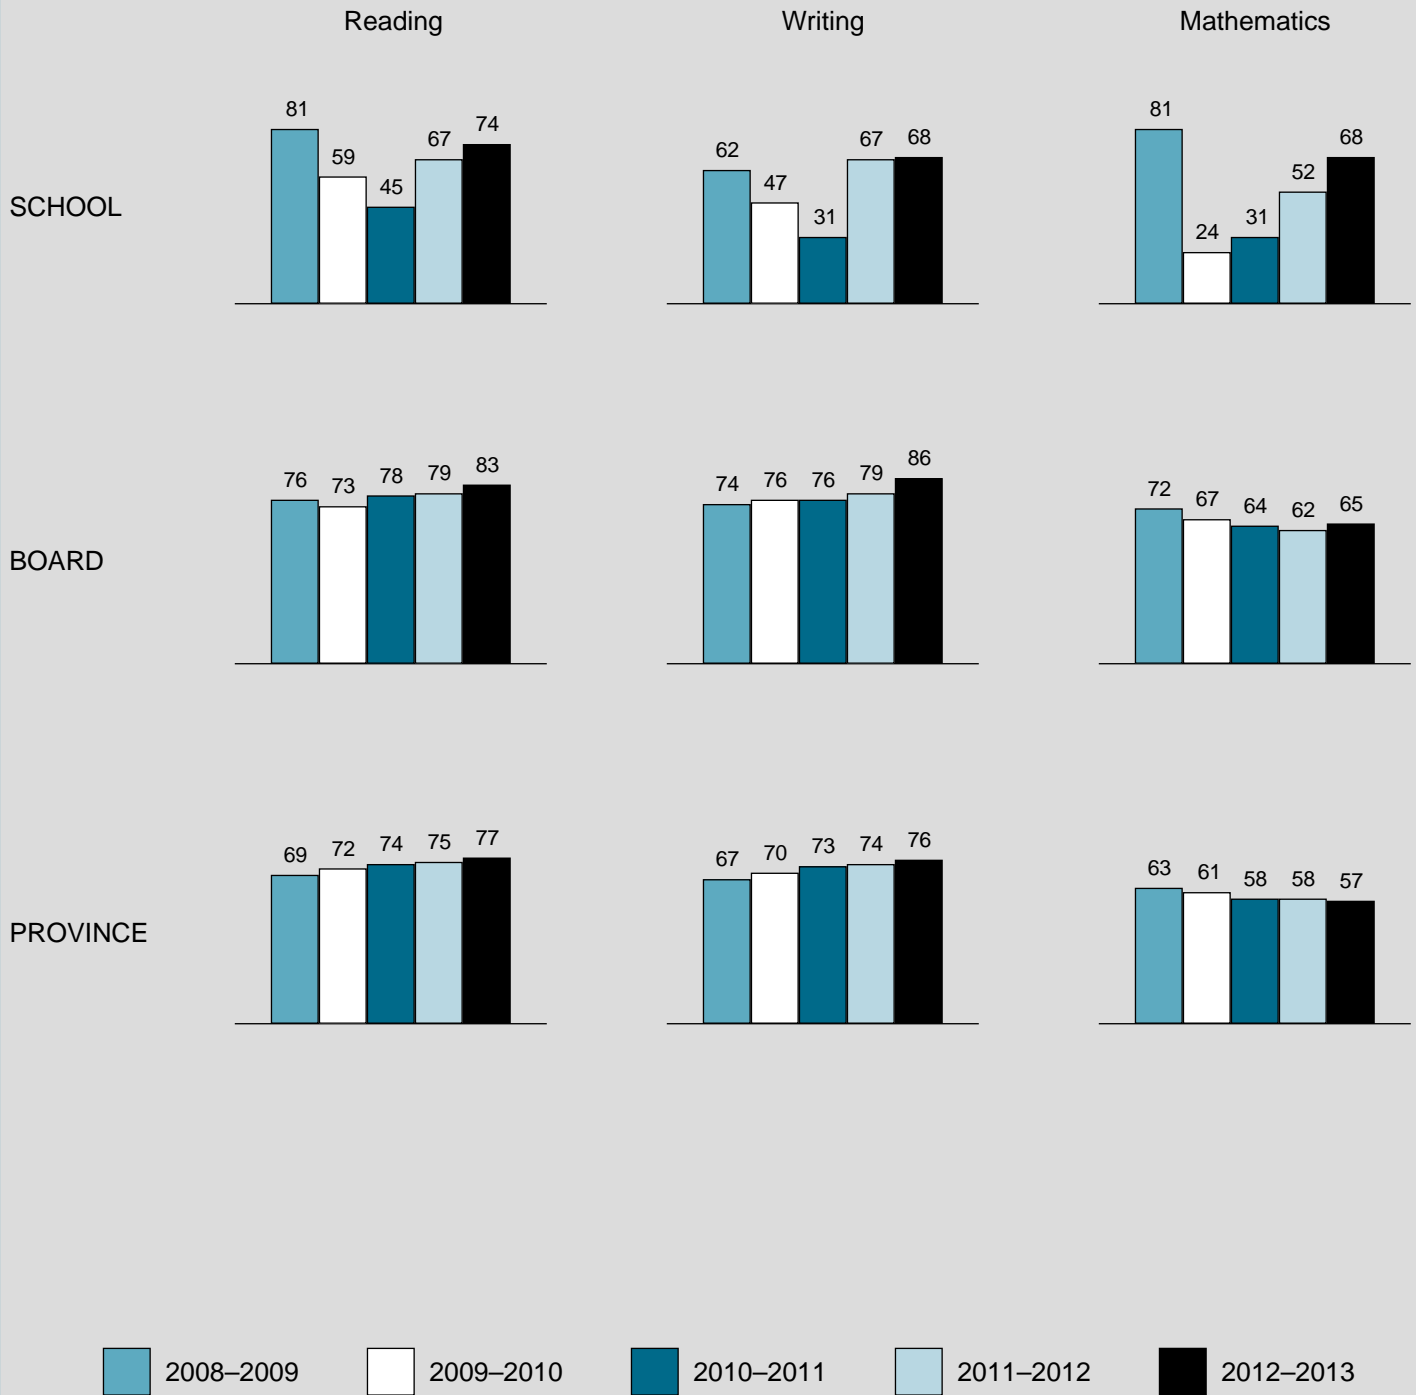 Reading Writing Mathematics
SCHOOL
81 59 45 67 74
62 47 31 67 68
81 24 31 52 68
BOARD
76 73 78 79 83
74 76 76 79 86
72 67 64 62 65
PROVINCE
69 72 74 75 77
67 70 73 74 76
63 61 58 58 57
2008–2009 2009–2010 2010–2011 2011–2012 2012–2013